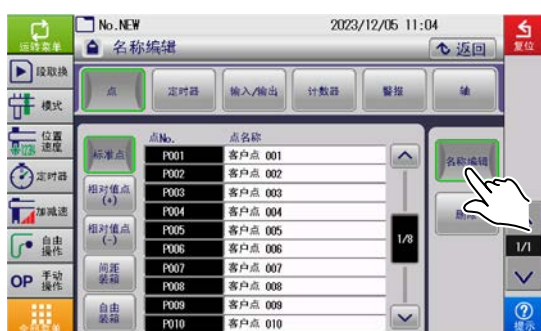 No.NEW 2023/12/05 11:04
运转菜单
名称编辑
返回
复位
段取换
点
定时器
输入/输出
计数器
警报
轴
模式
点No. 点名称
位置速度
标准点
P001 客户点 001
名称编辑
P002 客户点 002
定时器
相对值点(+)
P003 客户点 003
P004 客户点 004
删除
加减速
相对值点(-)
P005 客户点 005
1/8
自由操作
P006 客户点 006
1/1
间距装箱
P007 客户点 007
OP 手动操作
P008 客户点 008
自由装箱
P009 客户点 009
P010 客户点 010
全部菜单
提示